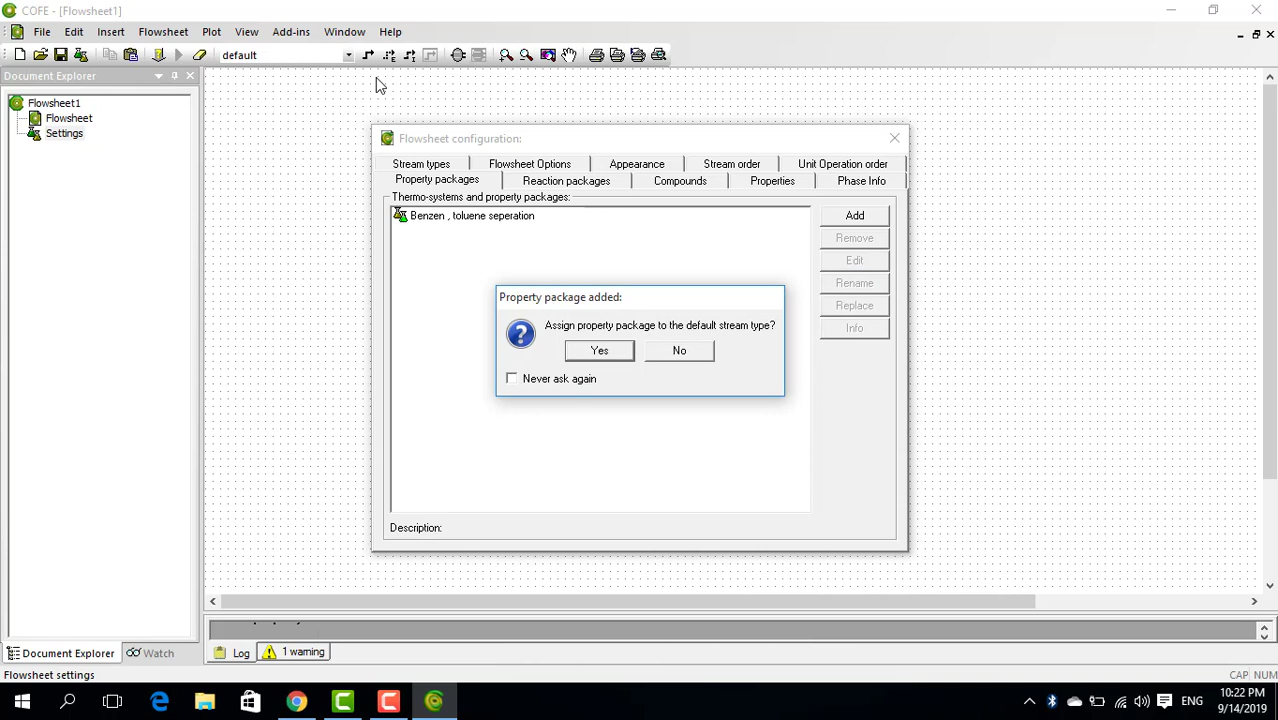 COFE - [Flowsheet1]
File Edit Insert Flowsheet Plot View Add-ins Window Help
default
Document Explorer
Flowsheet1
Flowsheet
Settings
Flowsheet configuration:
Stream types Flowsheet Options Appearance Stream order Unit Operation order
Property packages Reaction packages Compounds Properties Phase Info
Thermo-systems and property packages:
Benzen , toluene seperation
Add
Remove
Edit
Rename
Replace
Info
Property package added:
Assign property package to the default stream type?
Yes No
Never ask again
Description:
Document Explorer Watch
Log 1 warning
Flowsheet settings
CAP NUM
ENG
10:22 PM
9/14/2019